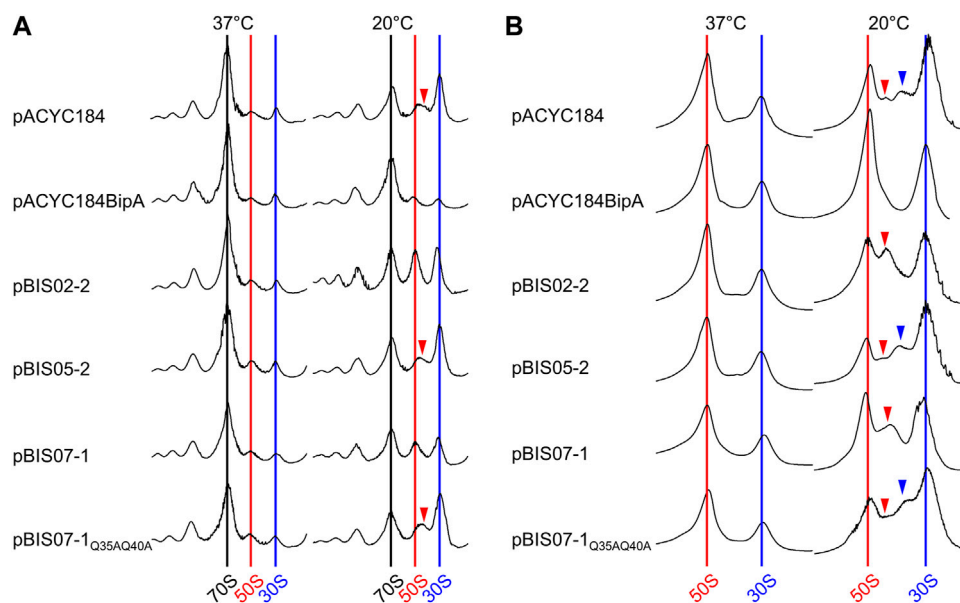 A
37°C 20°C
pACYC184
pACYC184BipA
pBIS02-2
pBIS05-2
pBIS07-1
pBIS07-1Q35AQ40A
70S 50S 30S 70S 50S 30S
B
37°C 20°C
pACYC184
pACYC184BipA
pBIS02-2
pBIS05-2
pBIS07-1
pBIS07-1Q35AQ40A
50S 30S 50S 30S